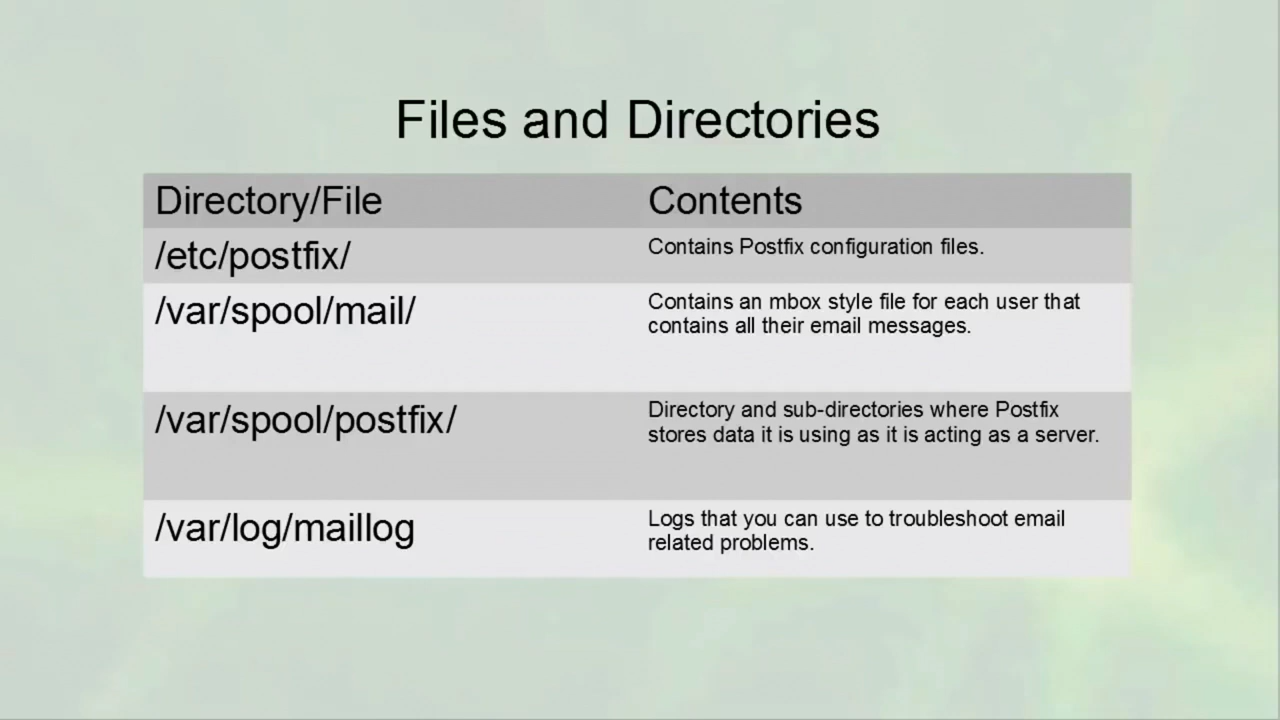 Files and Directories
Directory/File Contents
/etc/postfix/ Contains Postfix configuration files.
/var/spool/mail/ Contains an mbox style file for each user that
contains all their email messages.
/var/spool/postfix/ Directory and sub-directories where Postfix
stores data it is using as it is acting as a server.
/var/log/maillog Logs that you can use to troubleshoot email
related problems.